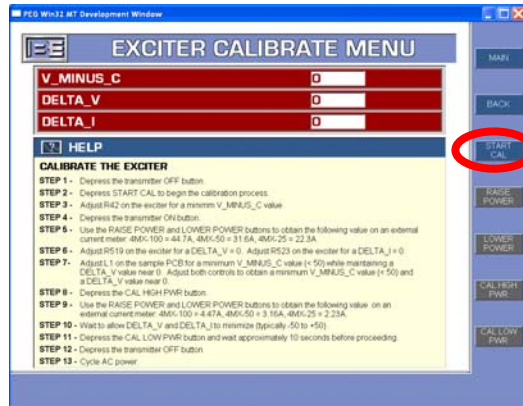 PEG Win32 MT Development Window
BE EXCITER CALIBRATE MENU
V_MINUS_C 0
DELTA_V 0
DELTA_I 0
? HELP
CALIBRATE THE EXCITER
STEP 1 - Depress the transmitter OFF button.
STEP 2 - Depress START CAL to begin the calibration process.
STEP 3 - Adjust R42 on the exciter for a minimm V_MINUS_C value
STEP 4 - Depress the transmitter ON button.
STEP 5 - Use the RAISE POWER and LOWER POWER buttons to obtain the following value on an external
current meter: 4MX-100 = 44.7A, 4MX-50 = 31.6A, 4MX-25 = 22.3A.
STEP 6 - Adjust R519 on the exciter for a DELTA_V = 0. Adjust R523 on the exciter for a DELTA_I = 0.
STEP 7- Adjust L1 on the sample PCB for a minimum V_MINUS_C value (< 50) while maintaining a
DELTA_V value near 0. Adjust both controls to obtain a minimum V_MINUS_C value (< 50) and
a DELTA_V value near 0.
STEP 8 - Depress the CAL HIGH PWR button.
STEP 9 - Use the RAISE POWER and LOWER POWER buttons to obtain the following value on an
external current meter: 4MX-100 = 4.47A, 4MX-50 = 3.16A, 4MX-25 = 2.23A.
STEP 10 - Wait to allow DELTA_V and DELTA_I to minimize (typically -50 to +50)
STEP 11 - Depress the CAL LOW PWR button and wait approximately 10 seconds before proceeding.
STEP 12 - Depress the transmitter OFF button
STEP 13 - Cycle AC power
MAIN
BACK
START
CAL
RAISE
POWER
LOWER
POWER
CAL HIGH
PWR
CAL LOW
PWR